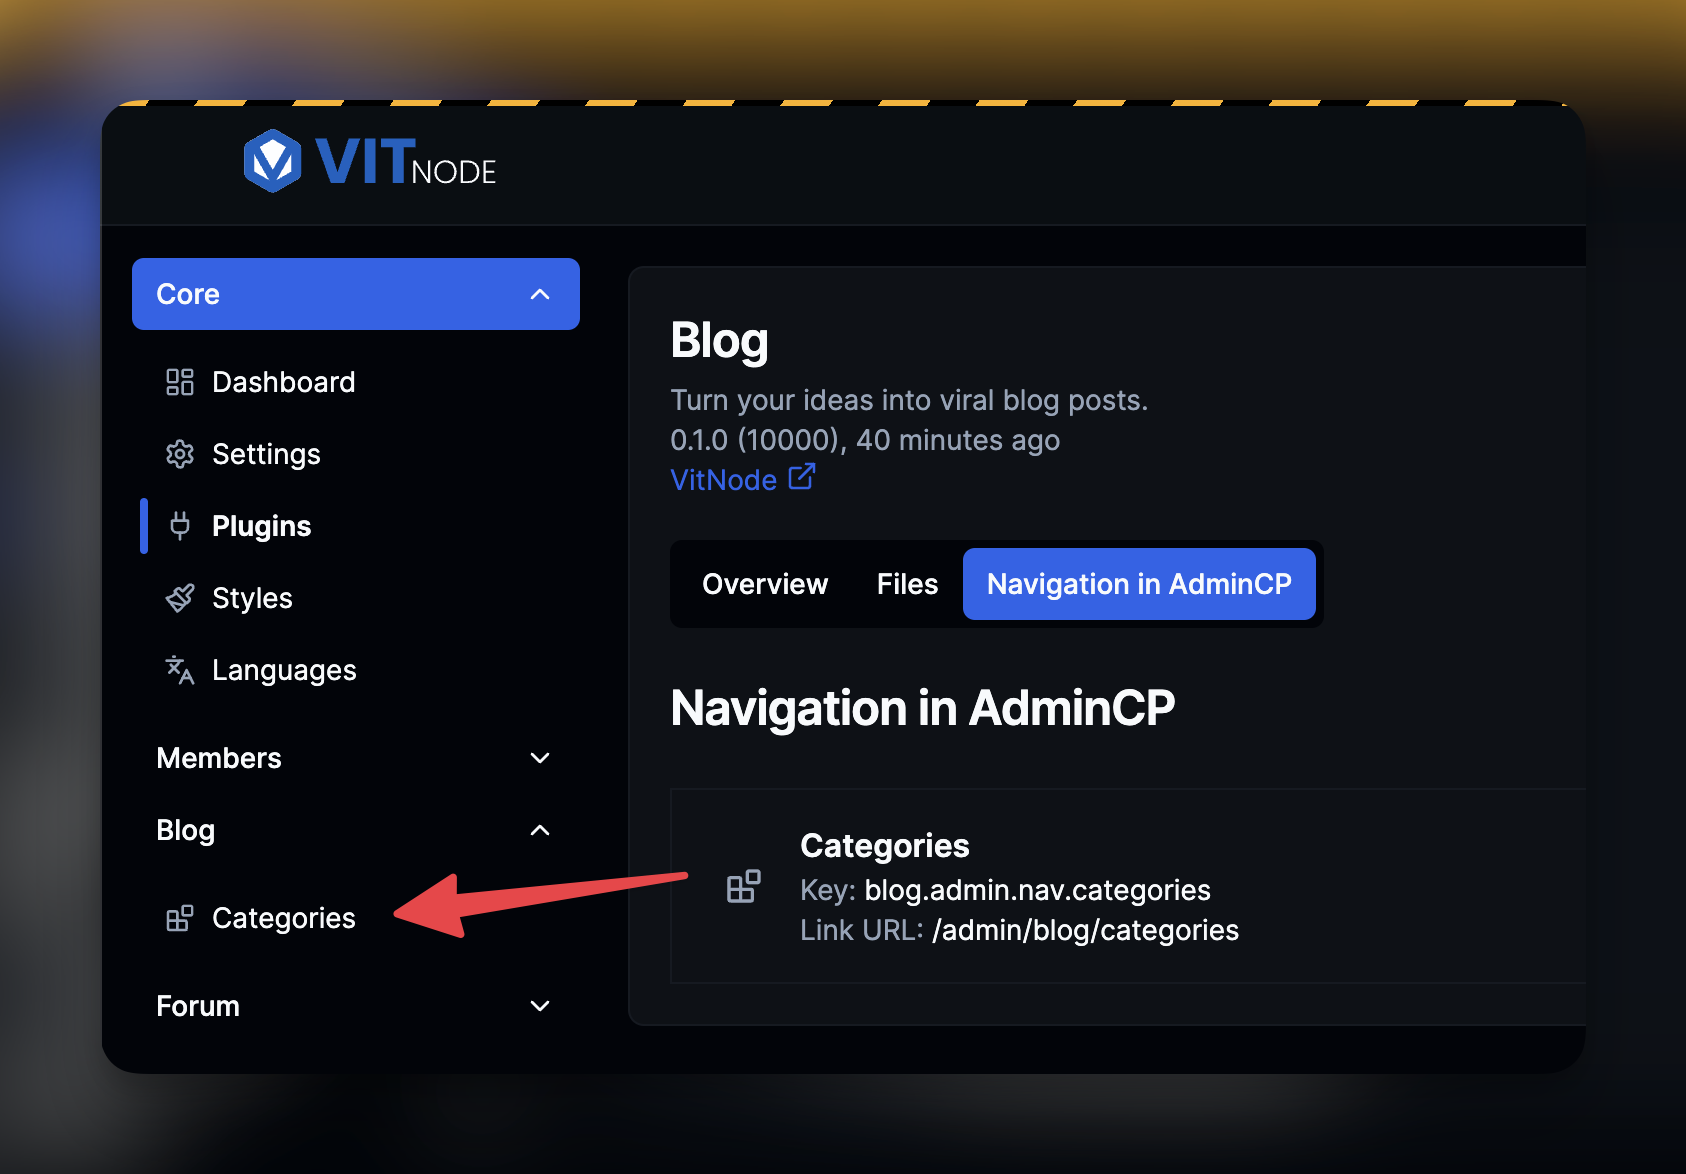 VITNODE
Core
Dashboard
Settings
Plugins
Styles
Languages
Members
Blog
Categories
Forum
Blog
Turn your ideas into viral blog posts.
0.1.0 (10000), 40 minutes ago
VitNode
Overview Files Navigation in AdminCP
Navigation in AdminCP
Categories
Key: blog.admin.nav.categories
Link URL: /admin/blog/categories